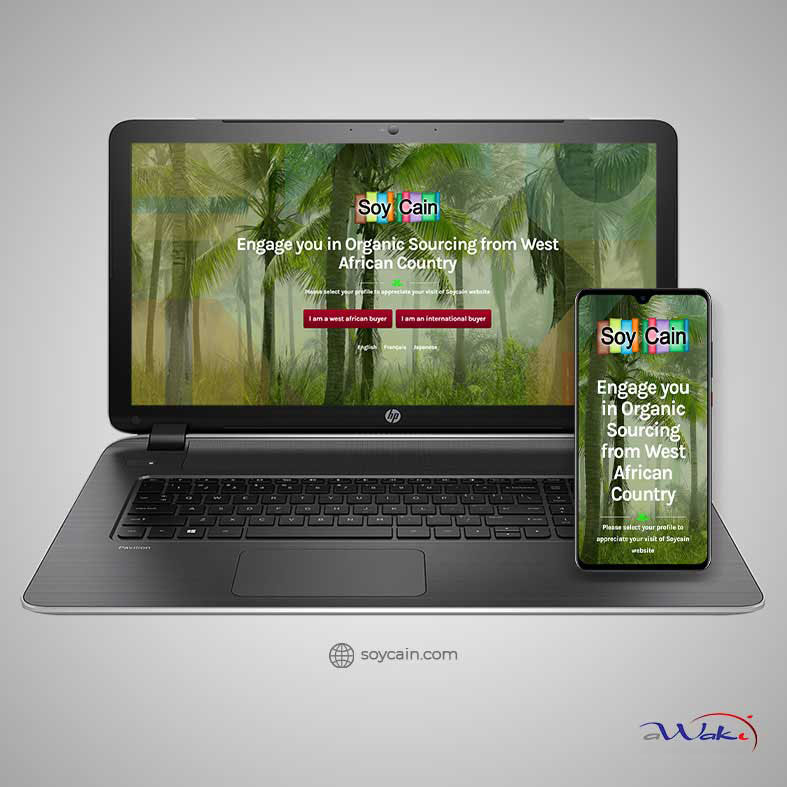 Soy Cain
Engage you in Organic Sourcing from West
African Country
Please select your profile to appreciate your visit of Soycain website
I am a west african buyer
I am an international buyer
English Français Japanese
hp
Pavilion
Soy Cain
Engage you
in Organic
Sourcing
from West
African
Country
Please select your profile to
appreciate your visit of Soycain
website
soycain.com
aWaki